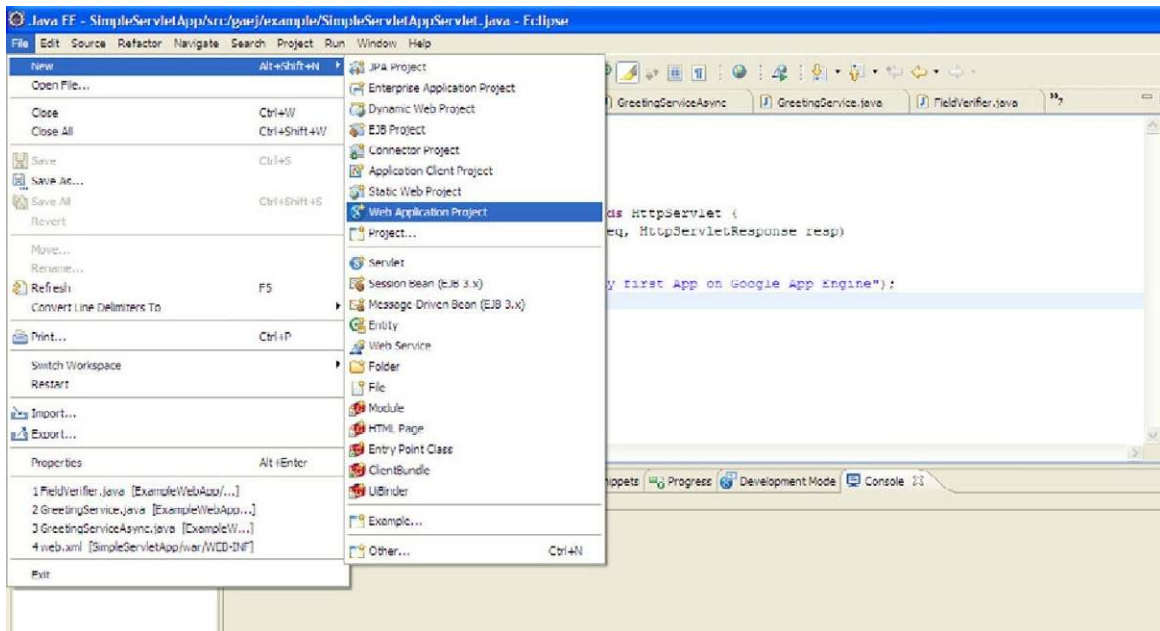 Java EE - SimpleServletApp/src/gaej/example/SimpleServletAppServlet.java - Eclipse
File Edit Source Refactor Navigate Search Project Run Window Help
New Alt+Shift+N
Open File...
Close Ctrl+W
Close All Ctrl+Shift+W
Save Ctrl+S
Save As...
Save All Ctrl+Shift+S
Revert
Move...
Rename...
Refresh F5
Convert Line Delimiters To
Print... Ctrl+P
Switch Workspace
Restart
Import...
Export...
Properties Alt+Enter
1 FieldVerifier.java [ExampleWebApp/...]
2 GreetingService.java [ExampleWebApp...]
3 GreetingServiceAsync.java [ExampleW...]
4 web.xml [SimpleServletApp/war/WEB-INF]
Exit
JPA Project
Enterprise Application Project
Dynamic Web Project
EJB Project
Connector Project
Application Client Project
Static Web Project
Web Application Project
Project...
Servlet
Session Bean (EJB 3.x)
Message Driven Bean (EJB 3.x)
Entity
Web Service
Folder
File
Module
HTML Page
Entry Point Class
ClientBundle
UiBinder
Example...
Other... Ctrl+N
GreetingServiceAsync GreetingService.java FieldVerifier.java »7
ds HttpServlet {
eq, HttpServletResponse resp)
y first App on Google App Engine");
nippets Progress Development Mode Console